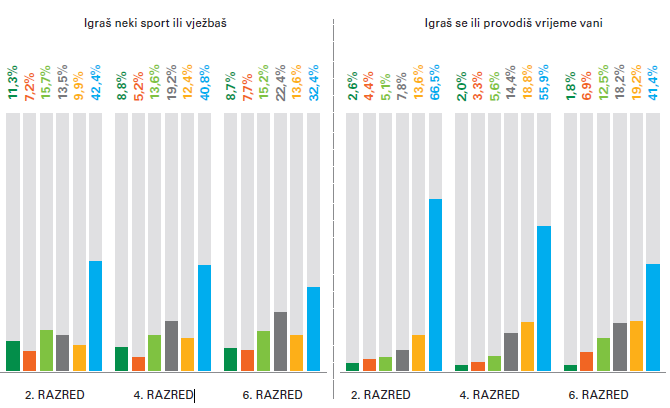 Igraš neki sport ili vježbaš
11,3% 7,2% 15,7% 13,5% 9,9% 42,4% 8,8% 5,2% 13,6% 19,2% 12,4% 40,8% 8,7% 7,7% 15,2% 22,4% 13,6% 32,4%
2. RAZRED 4. RAZRED 6. RAZRED
Igraš se ili provodiš vrijeme vani
2,6% 4,4% 5,1% 7,8% 13,6% 66,5% 2,0% 3,3% 5,6% 14,4% 18,8% 55,9% 1,8% 6,9% 12,5% 18,2% 19,2% 41,4%
2. RAZRED 4. RAZRED 6. RAZRED